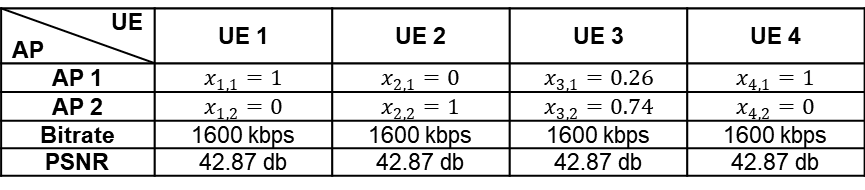 UE
AP
UE 1 UE 2 UE 3 UE 4
AP 1 x₁,₁ = 1 x₂,₁ = 0 x₃,₁ = 0.26 x₄,₁ = 1
AP 2 x₁,₂ = 0 x₂,₂ = 1 x₃,₂ = 0.74 x₄,₂ = 0
Bitrate 1600 kbps 1600 kbps 1600 kbps 1600 kbps
PSNR 42.87 db 42.87 db 42.87 db 42.87 db